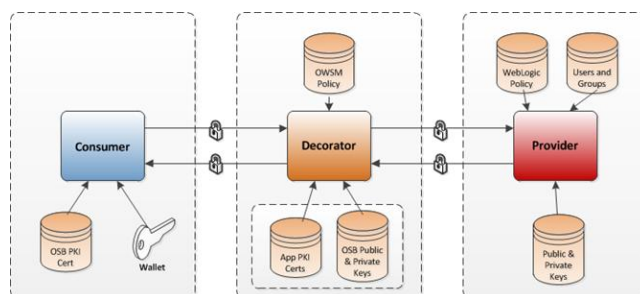 OWSM
Policy
WebLogic
Policy
Users and
Groups
Consumer
Decorator
Provider
OSB PKI
Cert
Wallet
App PKI
Certs
OSB Public
& Private
Keys
Public &
Private
Keys